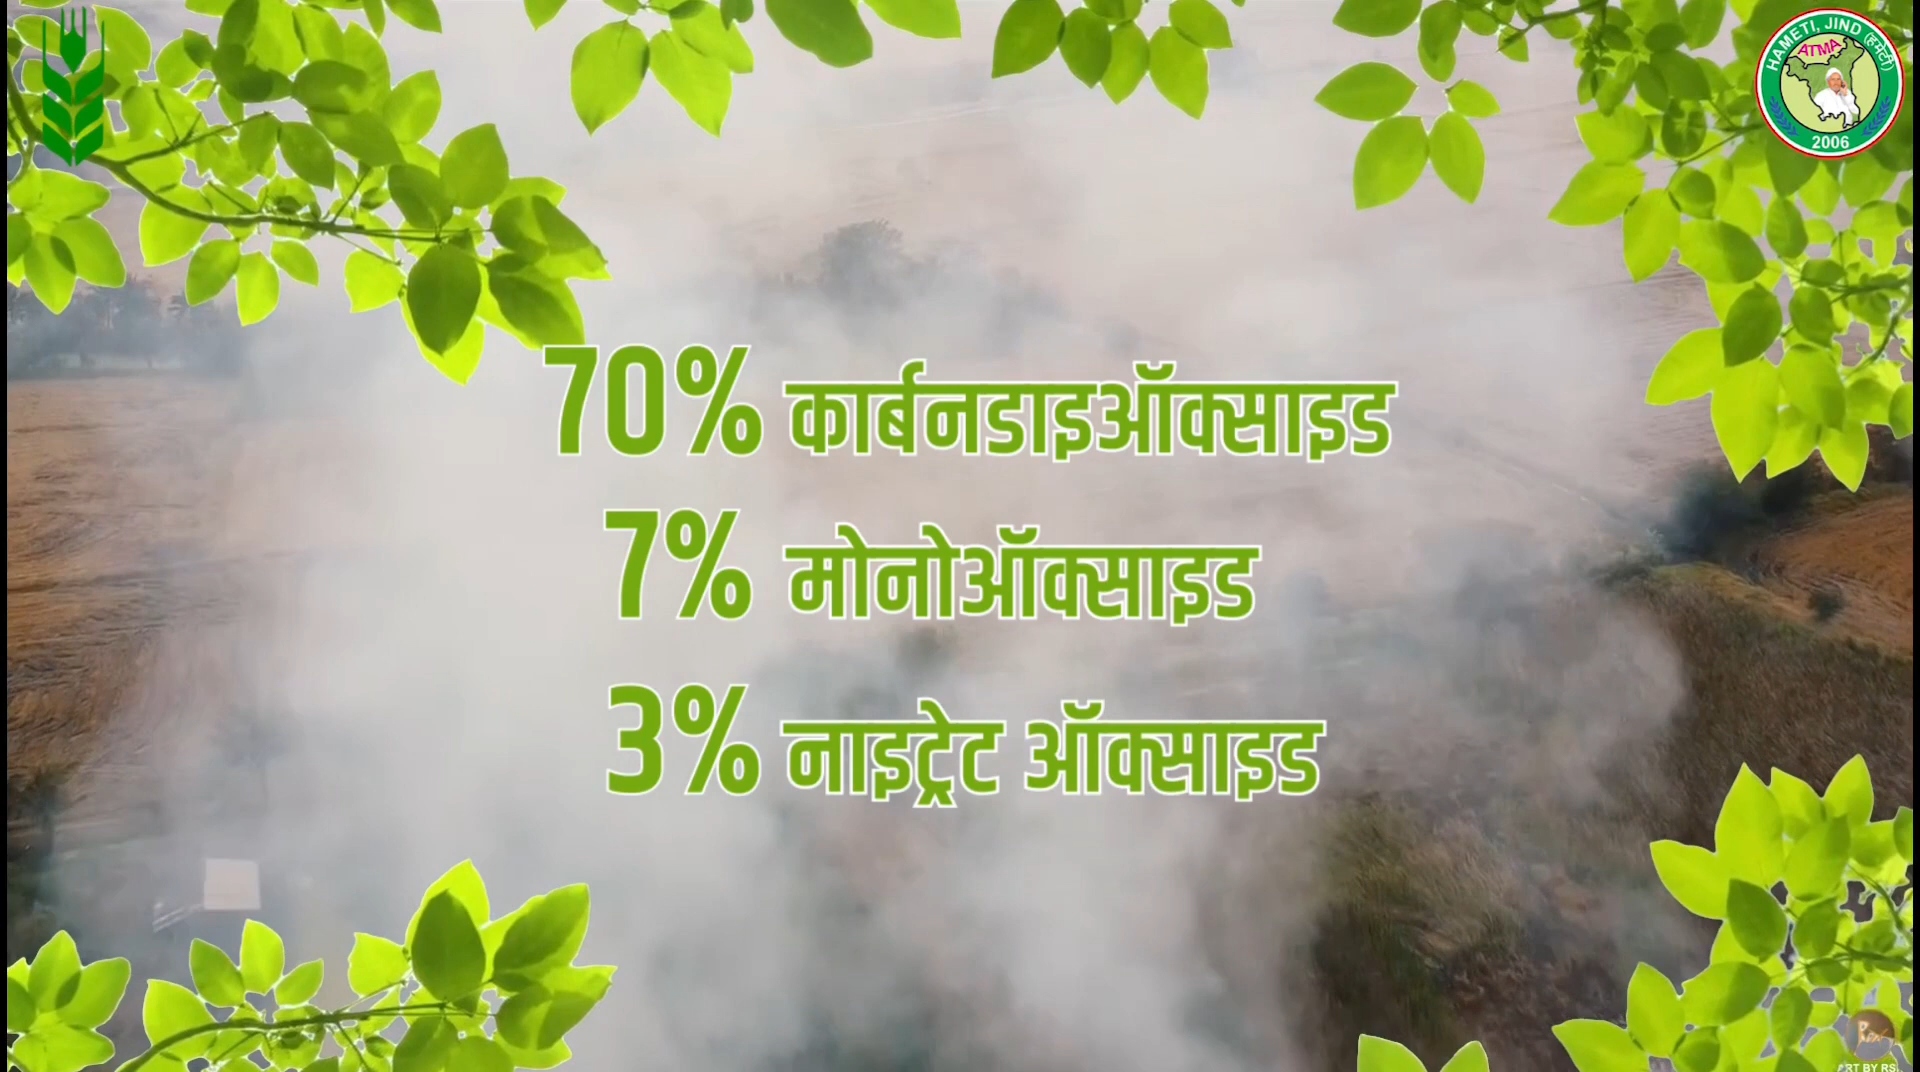 HAMETI, JIND (हमेटी)
ATMA
2006
70% कार्बनडाइऑक्साइड
7% मोनोऑक्साइड
3% नाइट्रेट ऑक्साइड